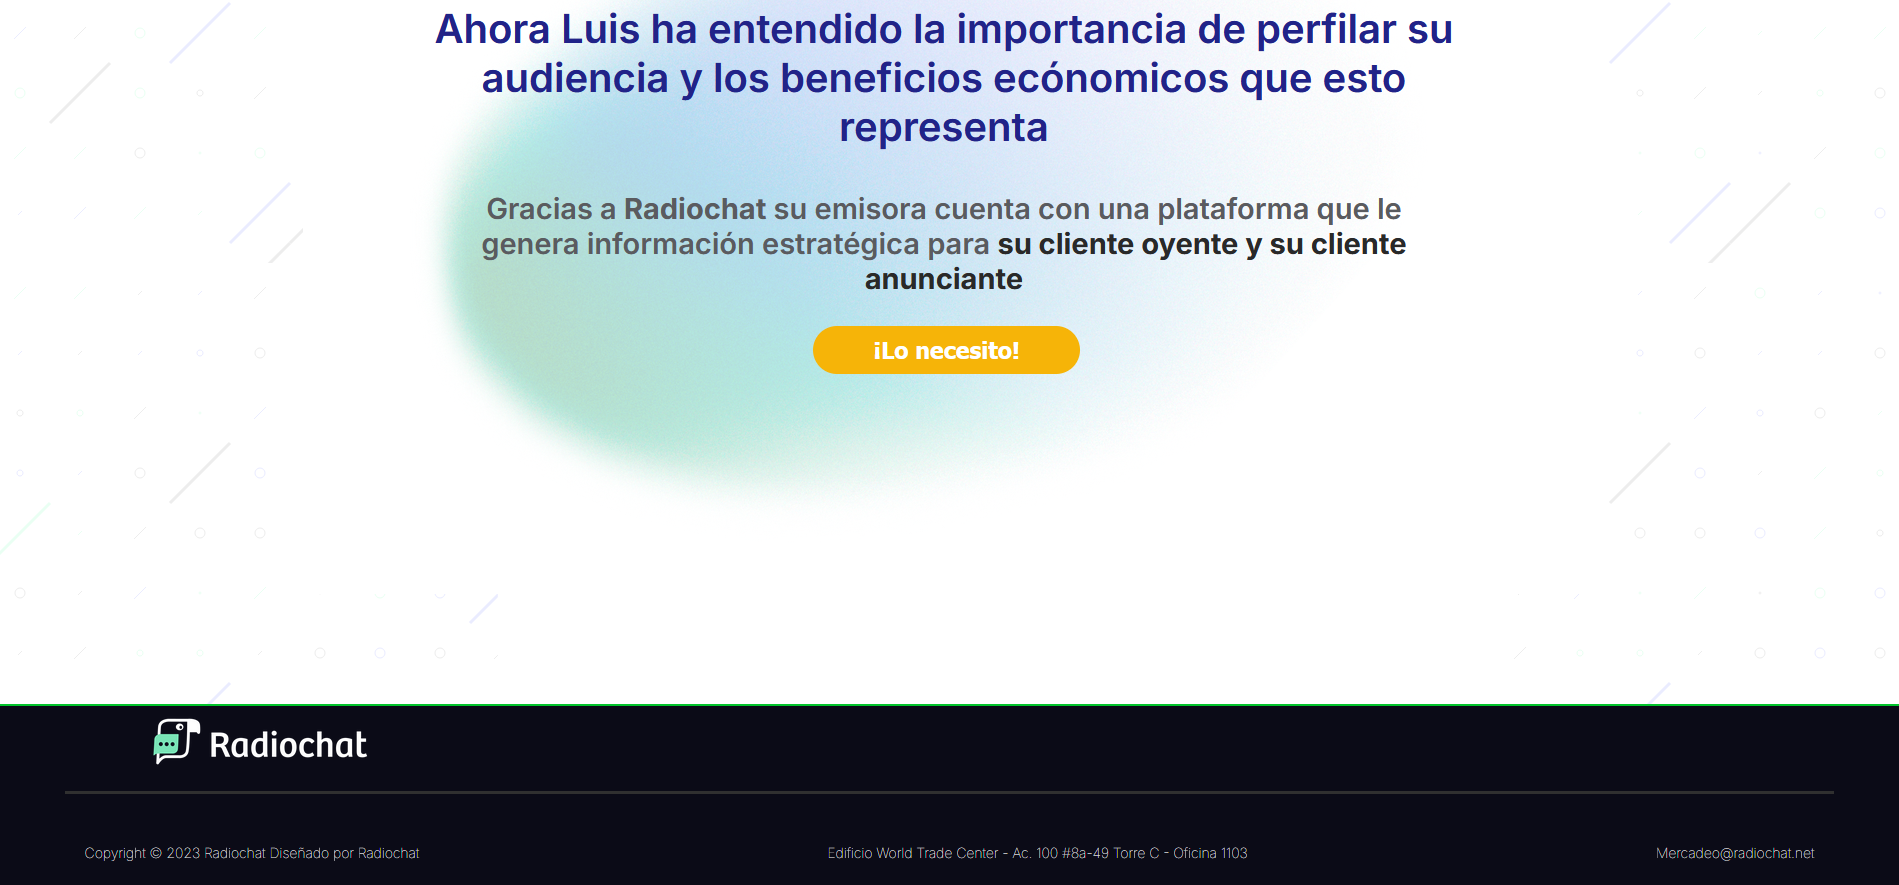 Ahora Luis ha entendido la importancia de perfilar su
audiencia y los beneficios ecónomicos que esto
representa
Gracias a Radiochat su emisora cuenta con una plataforma que le
genera información estratégica para su cliente oyente y su cliente
anunciante
¡Lo necesito!
Radiochat
Copyright © 2023 Radiochat Diseñado por Radiochat
Edificio World Trade Center - Ac. 100 #8a-49 Torre C - Oficina 1103
Mercadeo@radiochat.net